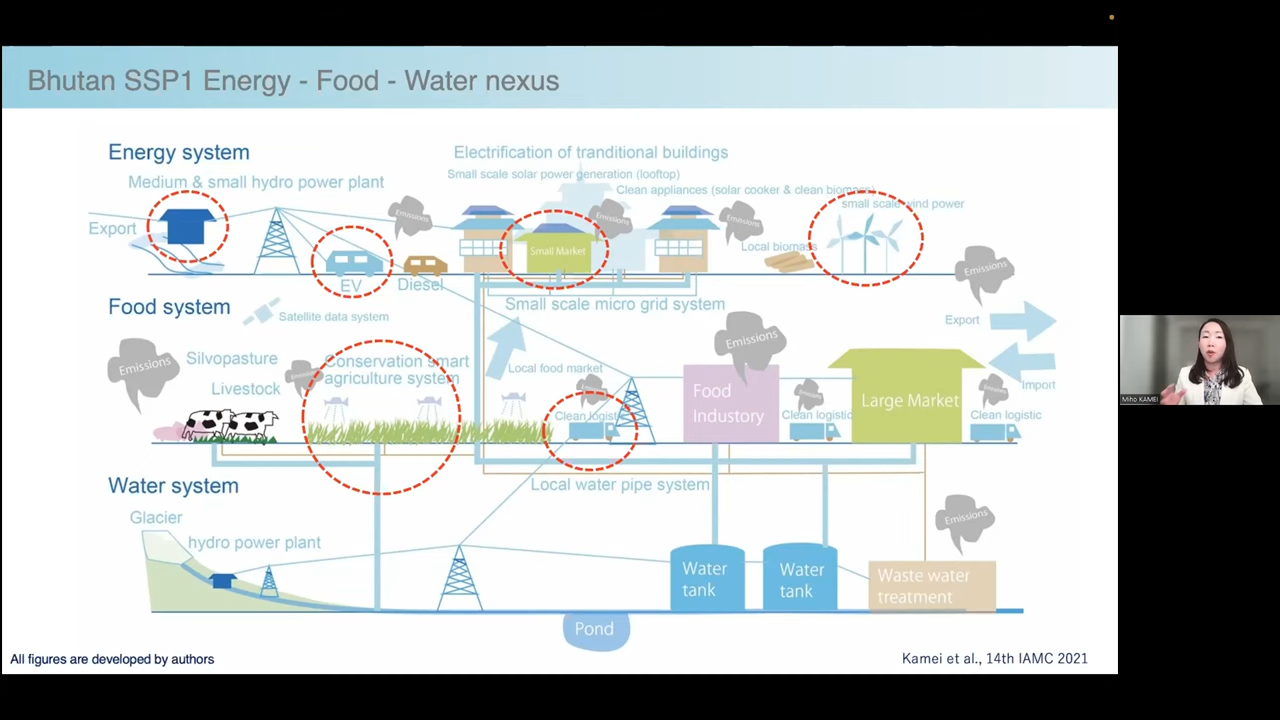 Bhutan SSP1 Energy - Food - Water nexus
Energy system
Electrification of tranditional buildings
Medium & small hydro power plant
Small scale solar power generation (looftop)
Clean appliances (solar cooker & clean biomass)
small scale wind power
Export
Emissions
Emissions
Emissions
Small Market
Local biomass
Emissions
EV
Diesel
Food system
Satellite data system
Small scale micro grid system
Export
Emissions
Emissions
Silvopasture
Livestock
Emissions
Conservation smart
agriculture system
Local food market
Import
Emissions
Clean logistic
Food
Industory
Emissions
Clean logistic
Large Market
Emissions
Clean logistic
Miho KAMEI
Water system
Local water pipe system
Glacier
hydro power plant
Emissions
Water
tank
Water
tank
Waste water
treatment
Pond
All figures are developed by authors
Kamei et al., 14th IAMC 2021